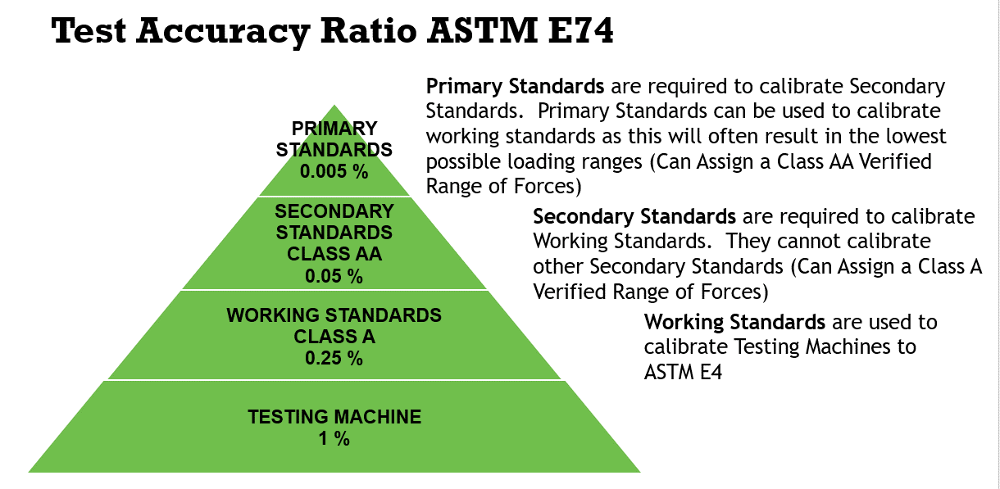 Test Accuracy Ratio ASTM E74
PRIMARY
STANDARDS
0.005 %
SECONDARY
STANDARDS
CLASS AA
0.05 %
WORKING STANDARDS
CLASS A
0.25 %
TESTING MACHINE
1 %
Primary Standards are required to calibrate Secondary
Standards.  Primary Standards can be used to calibrate
working standards as this will often result in the lowest
possible loading ranges (Can Assign a Class AA Verified
Range of Forces)
Secondary Standards are required to calibrate
Working Standards.  They cannot calibrate
other Secondary Standards (Can Assign a Class A
Verified Range of Forces)
Working Standards are used to
calibrate Testing Machines to
ASTM E4